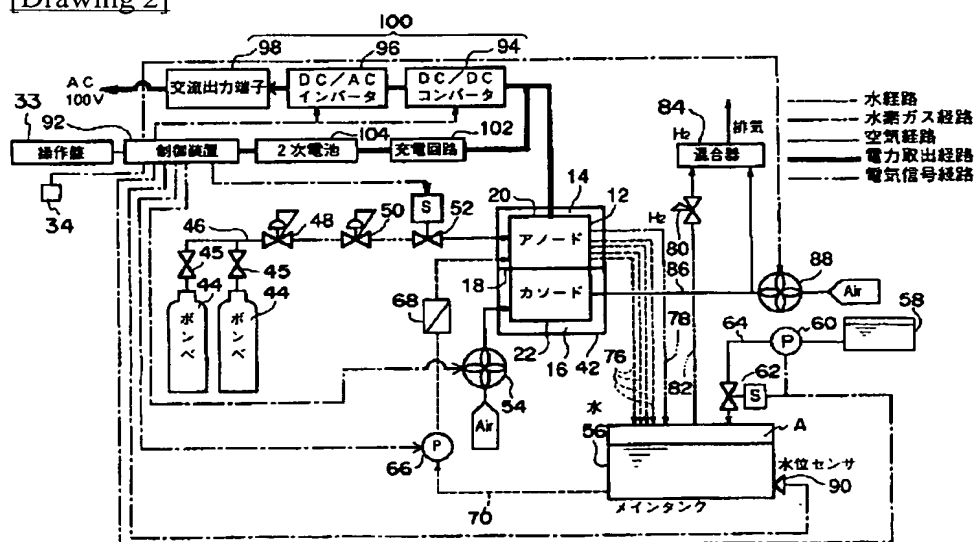 [Drawing 2]
100
98
96
94
AC
100V
交流出力端子
DC/AC
インバータ
DC/DC
コンバータ
33
92
104
102
操作盤
制御装置
2次電池
充電回路
34
84
H₂
排気
混合器
水経路
水素ガス経路
空気経路
電力取出経路
電気信号経路
20
14
12
S
46
48
50
52
45
45
アノード
H₂
80
18
カソード
86
88
Air
44
44
ボンベ
ボンベ
68
22
16
42
78
64
60
58
P
76
82
62
S
54
Air
水
56
A
66
P
水位センサ
90
70
メインタンク